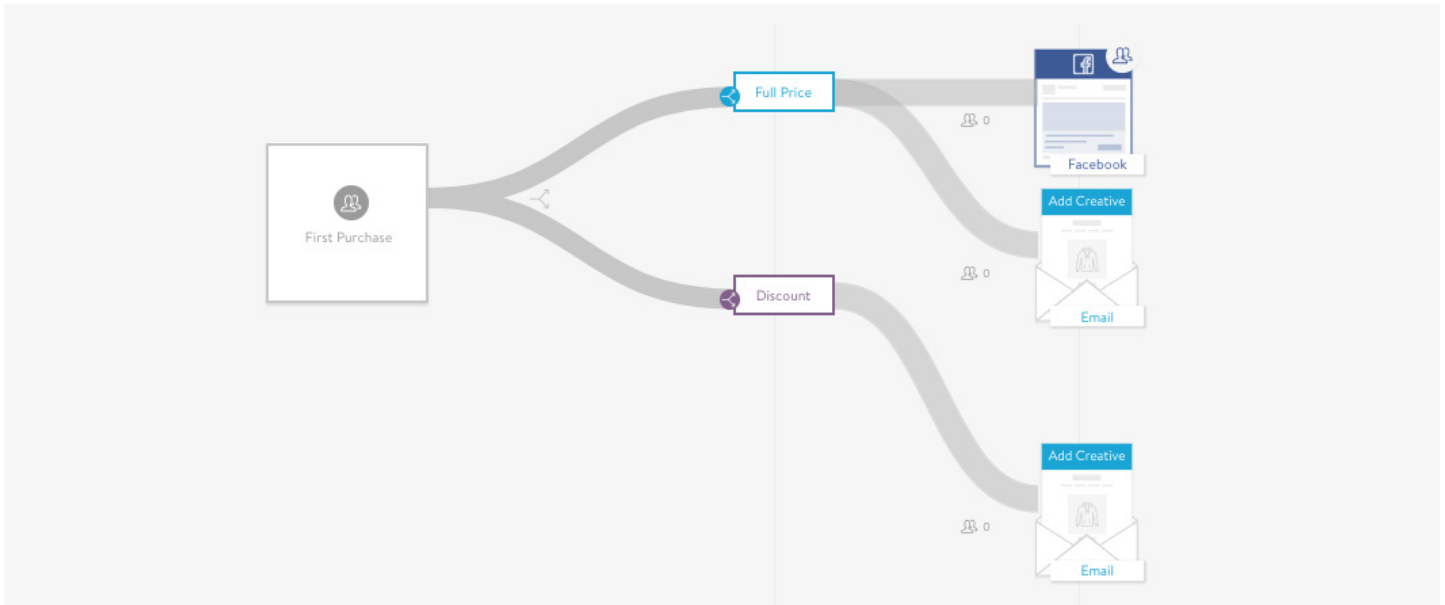 First Purchase
Full Price
0
Facebook
Add Creative
0
Email
Discount
Add Creative
0
Email